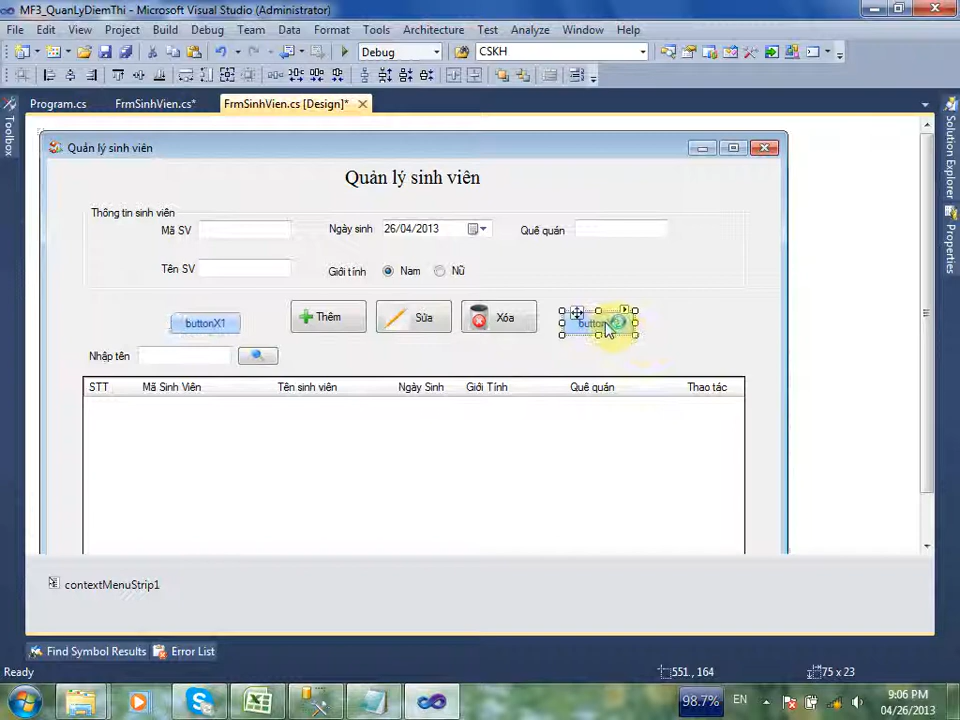 MF3_QuanLyDiemThi - Microsoft Visual Studio (Administrator)
File Edit View Project Build Debug Team Data Format Tools Architecture Test Analyze Window Help
Debug CSKH
Program.cs FrmSinhVien.cs* FrmSinhVien.cs [Design]*
Toolbox
Solution Explorer
Properties
Quản lý sinh viên
Quản lý sinh viên
Thông tin sinh viên
Mã SV Ngày sinh 26/04/2013 Quê quán
Tên SV Giới tính Nam Nữ
buttonX1 Thêm Sửa Xóa
Nhập tên
STT Mã Sinh Viên Tên sinh viên Ngày Sinh Giới Tính Quê quán Thao tác
contextMenuStrip1
Find Symbol Results Error List
Ready 551 , 164 75 x 23
98.7% EN 9:06 PM
04/26/2013